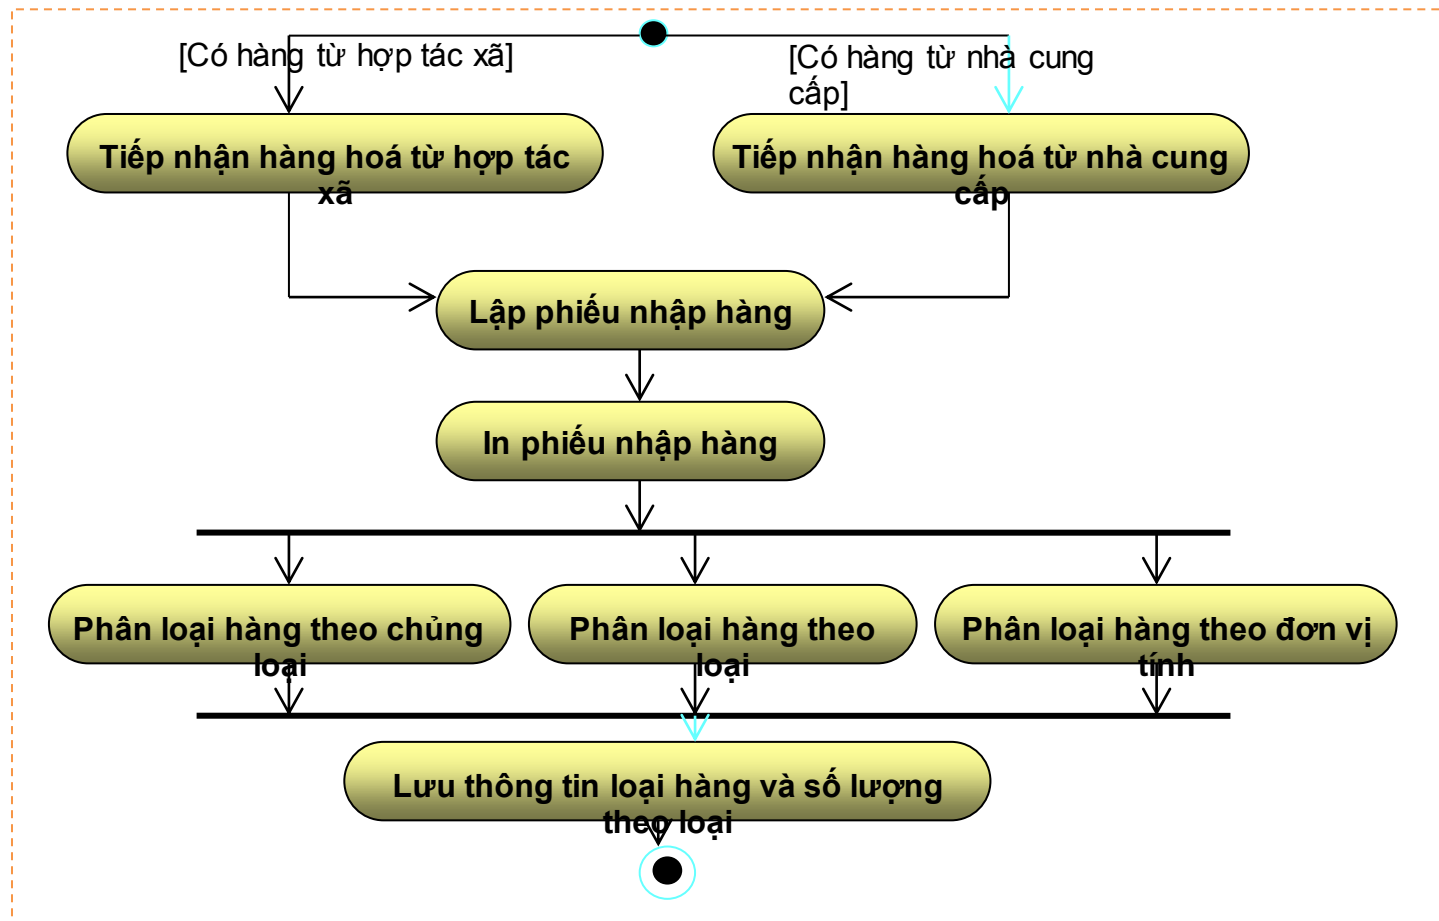 [Có hàng từ hợp tác xã]
[Có hàng từ nhà cung
cấp]
Tiếp nhận hàng hoá từ hợp tác
xã
Tiếp nhận hàng hoá từ nhà cung
cấp
Lập phiếu nhập hàng
In phiếu nhập hàng
Phân loại hàng theo chủng
loại
Phân loại hàng theo
loại
Phân loại hàng theo đơn vị
tính
Lưu thông tin loại hàng và số lượng
theo loại